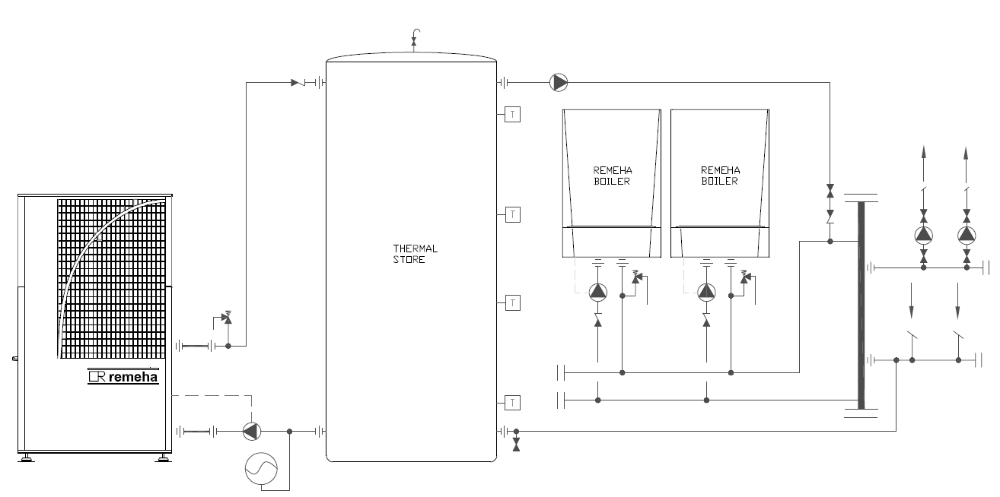 T
REMEHA
BOILER
REMEHA
BOILER
T
THERMAL
STORE
T
remeha
T